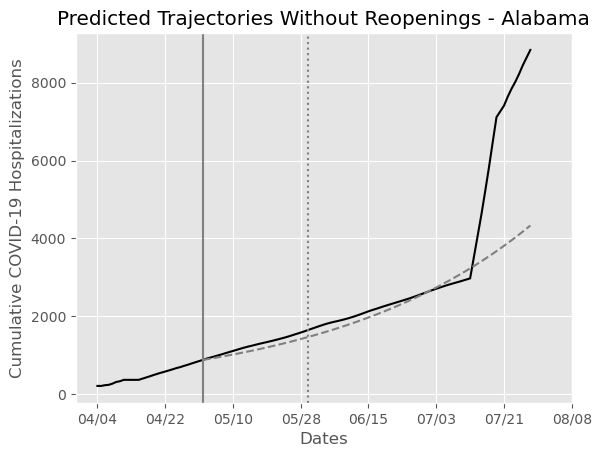 Predicted Trajectories Without Reopenings - Alabama
Cumulative COVID-19 Hospitalizations
8000
6000
4000
2000
0
04/04 04/22 05/10 05/28 06/15 07/03 07/21 08/08
Dates